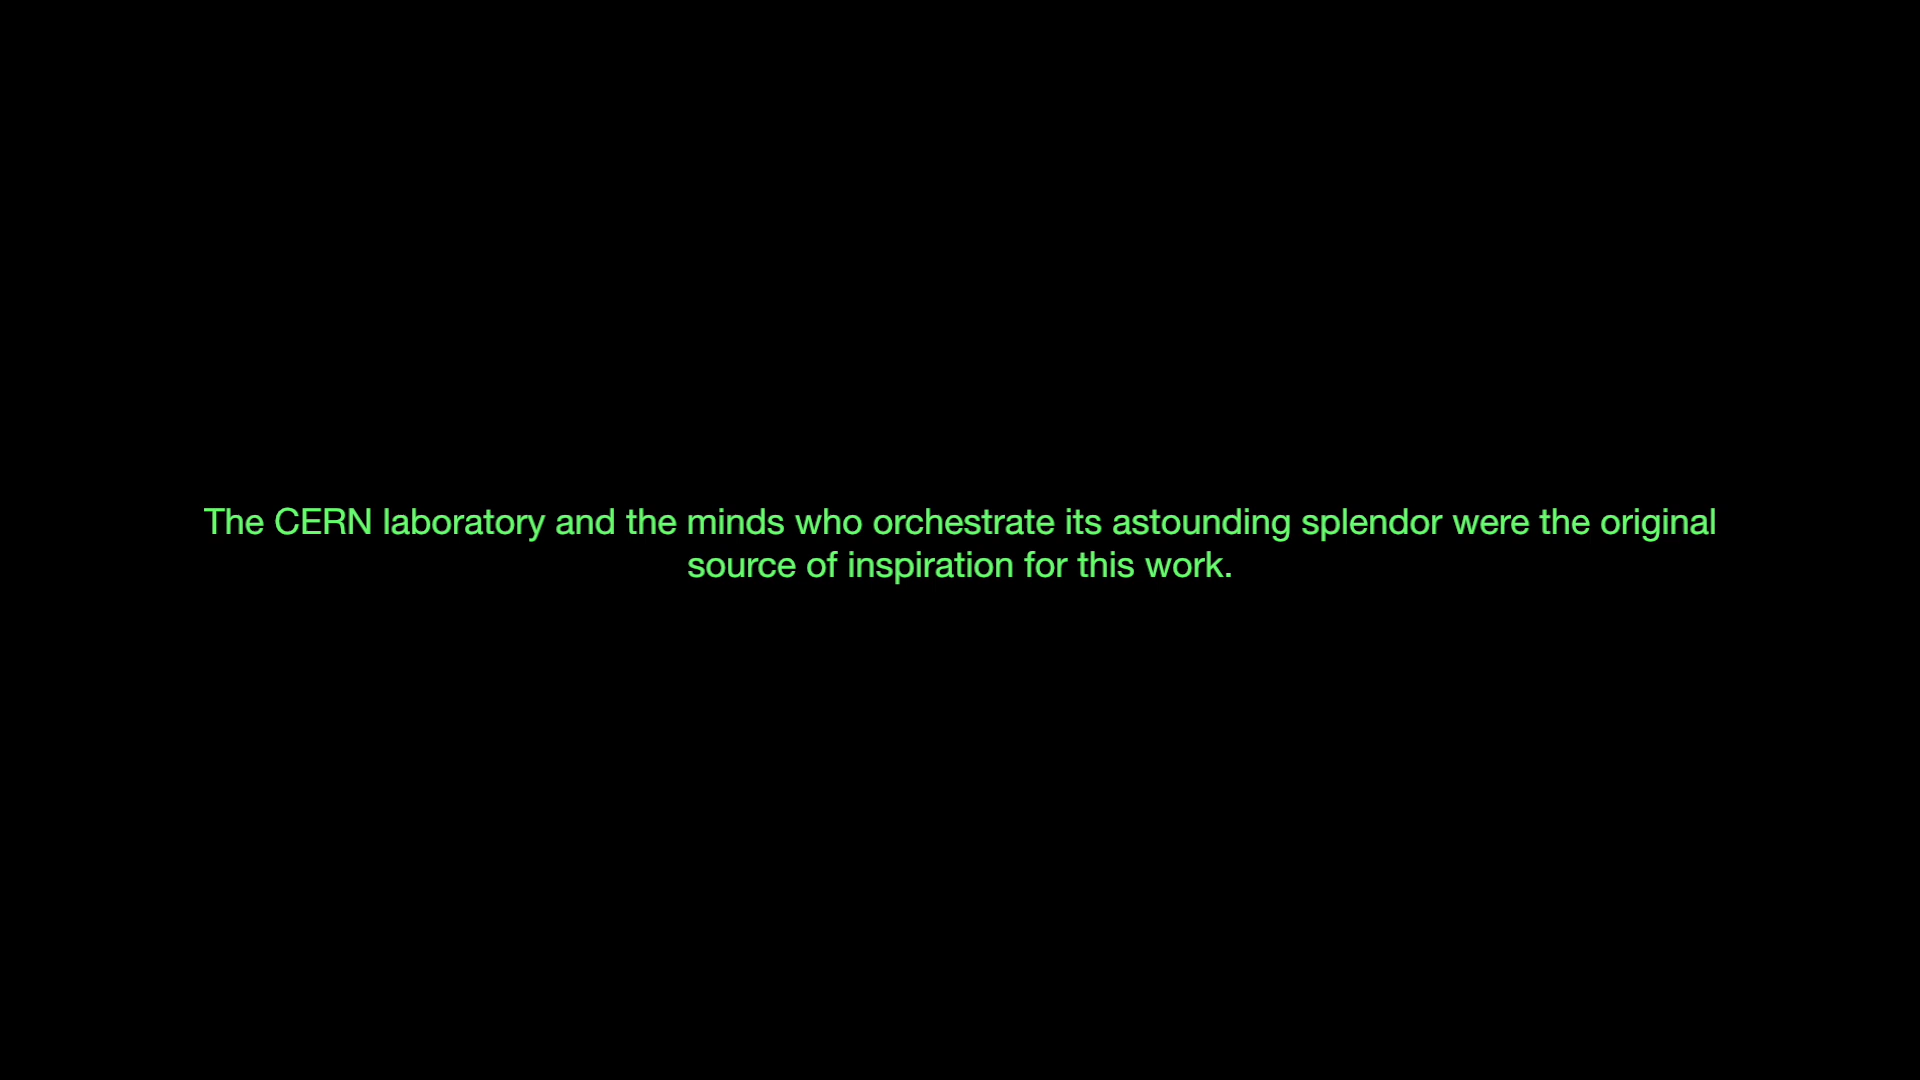 The CERN laboratory and the minds who orchestrate its astounding splendor were the original
source of inspiration for this work.